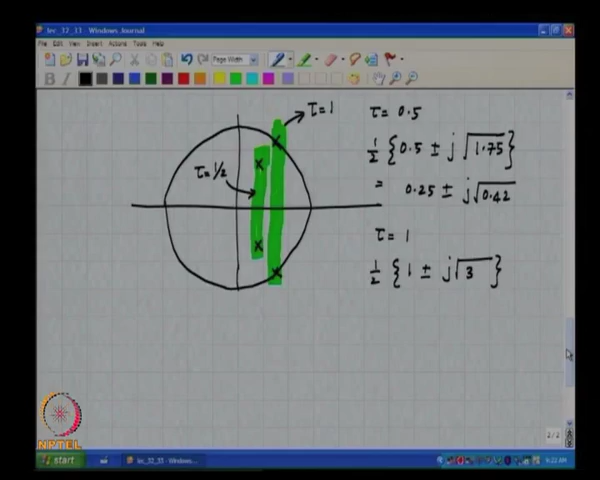 lec_32_33 - Windows Journal
File Edit View Insert Actions Tools Help
Page Width
B I
τ=1
τ=1/2
τ= 0.5
1/2 {0.5 ± j√1.75}
= 0.25 ± j√0.42
τ = 1
1/2 {1 ± j√3}
2/2
NPTEL
start
lec_32_33 - Windows...